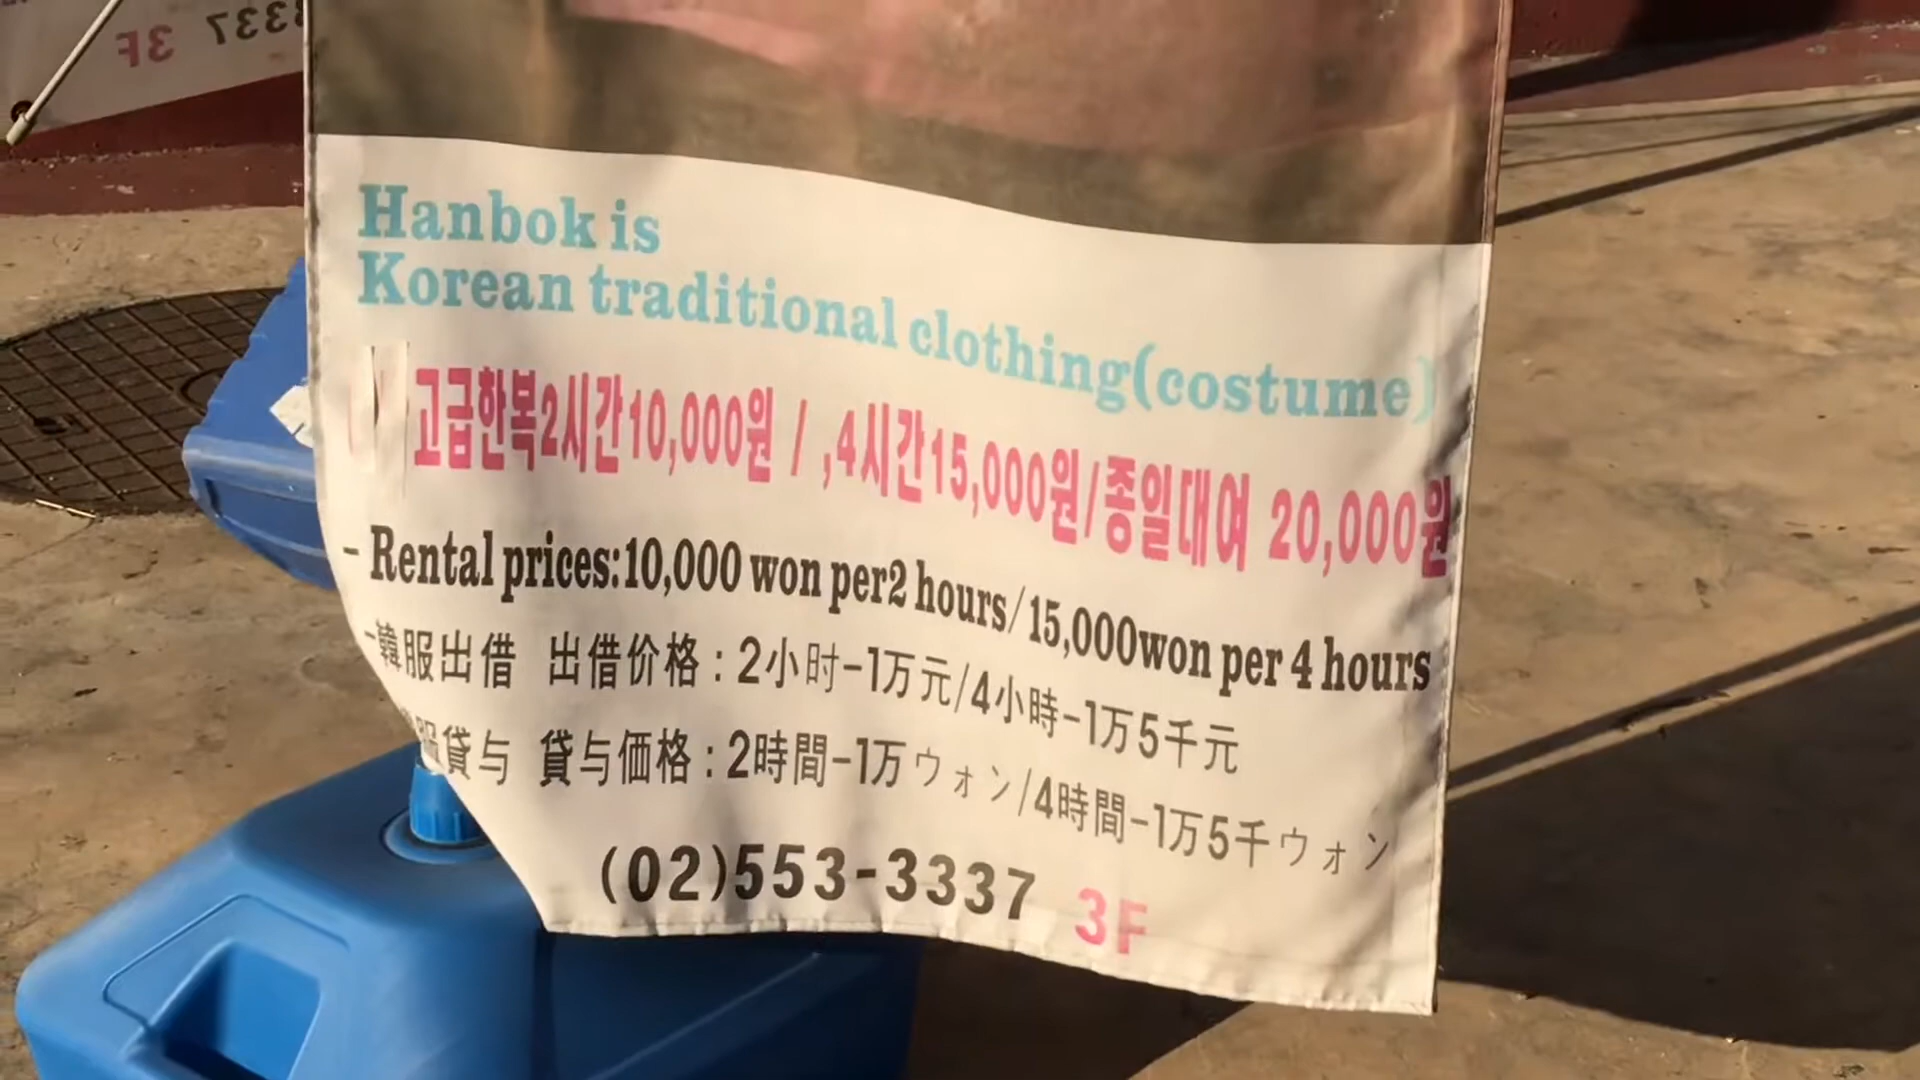 3337 3F
Hanbok is
Korean traditional clothing(costume)
고급한복2시간10,000원 / ,4시간15,000원/종일대여 20,000원
- Rental prices:10,000 won per2 hours/15,000won per 4 hours
-韓服出借 出借价格:2小时-1万元/4小時-1万5千元
服貸与 貸与価格:2時間-1万ウォン/4時間-1万5千ウォン
(02)553-3337 3F